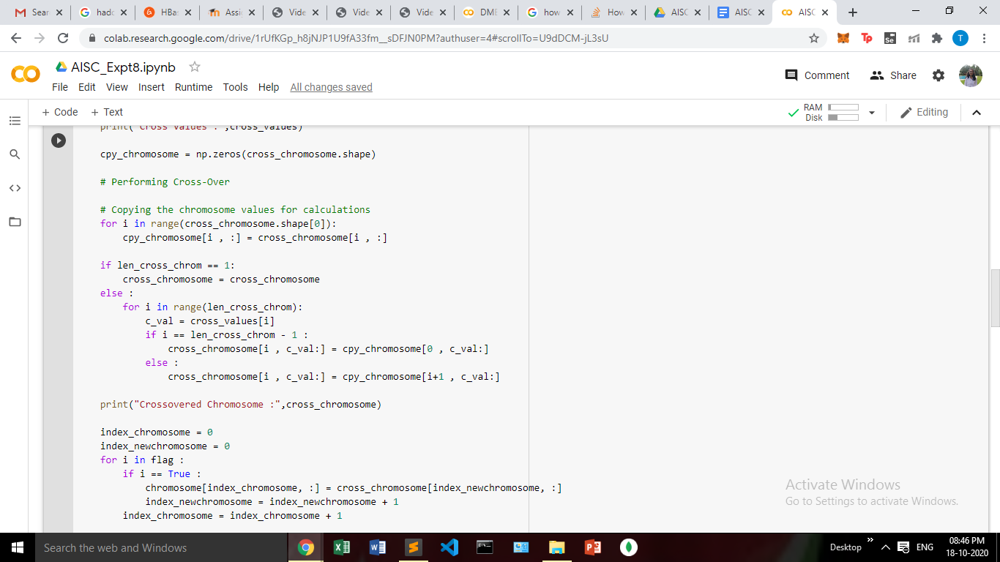 Sear
hado
HBas
Assi
Vide
Vide
Vide
DME
how
How
AISC
AISC
AISC
colab.research.google.com/drive/1rUfKGp_h8jNJP1U9fA33fm__sDFJN0PM?authuser=4#scrollTo=U9dDCM-jL3sU
Tp
Se
T
AISC_Expt8.ipynb
File Edit View Insert Runtime Tools Help All changes saved
Comment
Share
+ Code + Text
RAM
Disk
Editing
print("Cross Values : ",cross_values)
cpy_chromosome = np.zeros(cross_chromosome.shape)
# Performing Cross-Over
# Copying the chromosome values for calculations
for i in range(cross_chromosome.shape[0]):
    cpy_chromosome[i , :] = cross_chromosome[i , :]
if len_cross_chrom == 1:
    cross_chromosome = cross_chromosome
else :
    for i in range(len_cross_chrom):
        c_val = cross_values[i]
        if i == len_cross_chrom - 1 :
            cross_chromosome[i , c_val:] = cpy_chromosome[0 , c_val:]
        else :
            cross_chromosome[i , c_val:] = cpy_chromosome[i+1 , c_val:]
print("Crossovered Chromosome :",cross_chromosome)
index_chromosome = 0
index_newchromosome = 0
for i in flag :
    if i == True :
        chromosome[index_chromosome, :] = cross_chromosome[index_newchromosome, :]
        index_newchromosome = index_newchromosome + 1
    index_chromosome = index_chromosome + 1
Activate Windows
Go to Settings to activate Windows.
Search the web and Windows
Desktop
ENG
08:46 PM
18-10-2020